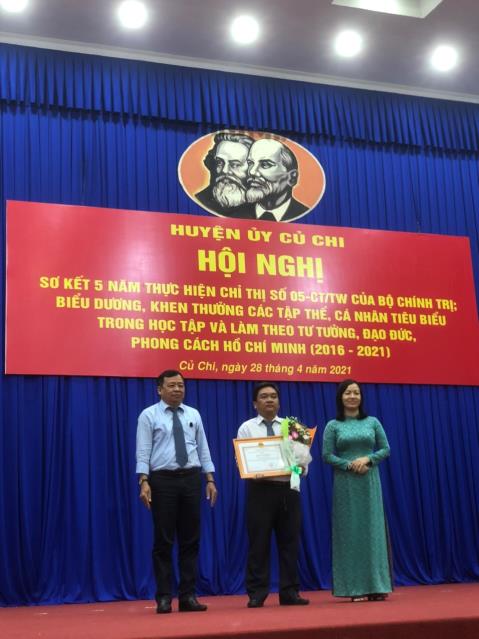 HUYỆN ỦY CỦ CHI
HỘI NGHỊ
SƠ KẾT 5 NĂM THỰC HIỆN CHỈ THỊ SỐ 05-CT/TW CỦA BỘ CHÍNH TRỊ;
BIỂU DƯƠNG, KHEN THƯỞNG CÁC TẬP THỂ, CÁ NHÂN TIÊU BIỂU
TRONG HỌC TẬP VÀ LÀM THEO TƯ TƯỞNG, ĐẠO ĐỨC,
PHONG CÁCH HỒ CHÍ MINH (2016 - 2021)
Củ Chi, ngày 28 tháng 4 năm 2021